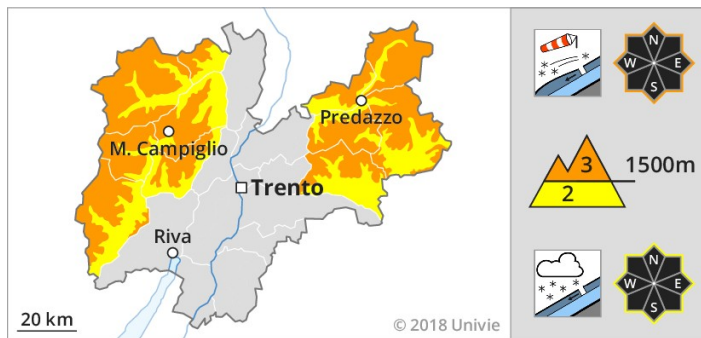 Predazzo
M. Campiglio
Trento
Riva
20 km
© 2018 Univie
N
W E
S
3 1500m
2
N
W E
S